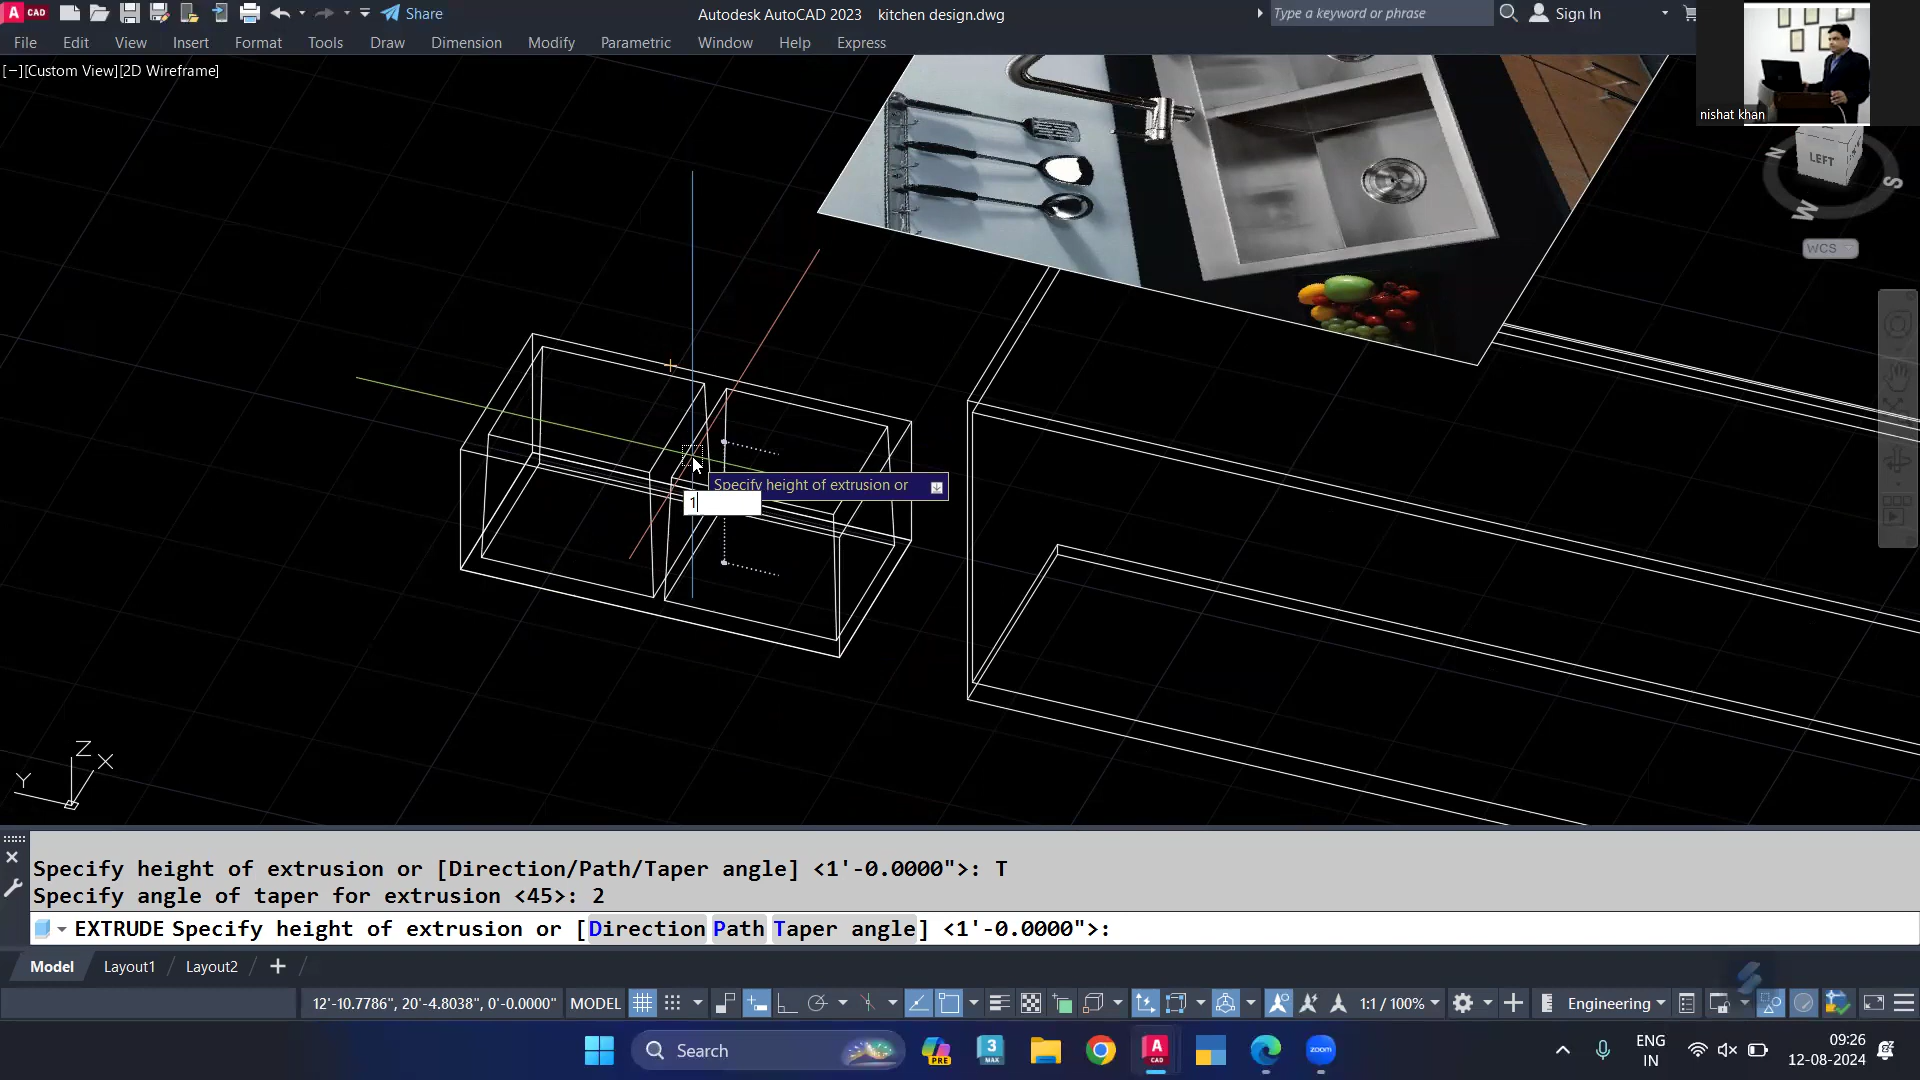 A CAD
Share
Autodesk AutoCAD 2023 kitchen design.dwg
Type a keyword or phrase
Sign In
File Edit View Insert Format Tools Draw Dimension Modify Parametric Window Help Express
[−][Custom View][2D Wireframe]
nishat khan
N
LEFT
S
W
WCS
Specify height of extrusion or
1
Z
X
Y
Specify height of extrusion or [Direction/Path/Taper angle] <1'-0.0000">: T
Specify angle of taper for extrusion <45>: 2
EXTRUDE Specify height of extrusion or [Direction Path Taper angle] <1'-0.0000">:
Model Layout1 Layout2 +
12'-10.7786", 20'-4.8038", 0'-0.0000" MODEL 1:1 / 100% Engineering
Search
PRE
3
MAX
A
CAD
zoom
ENG
IN
09:26
12-08-2024